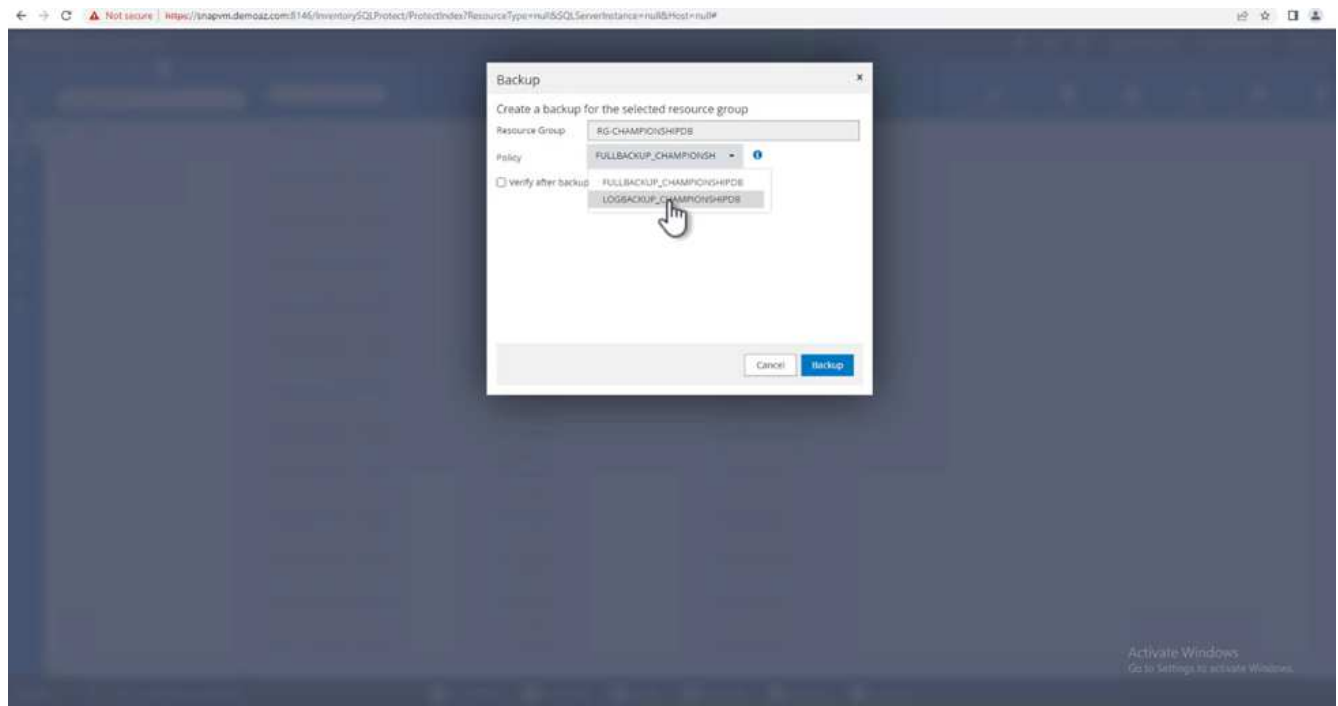 Not secure | https://snapvm.demoaz.com:8146/InventorySQLProtect/ProtectIndex?ResourceType=null&SQLServerInstance=null&Host=null#
Backup
Create a backup for the selected resource group
Resource Group RG-CHAMPIONSHIPDB
Policy FULLBACKUP_CHAMPIONSH
Verify after backup FULLBACKUP_CHAMPIONSHIPDB
LOGBACKUP_CHAMPIONSHIPDB
Cancel Backup
Activate Windows
Go to Settings to activate Windows.